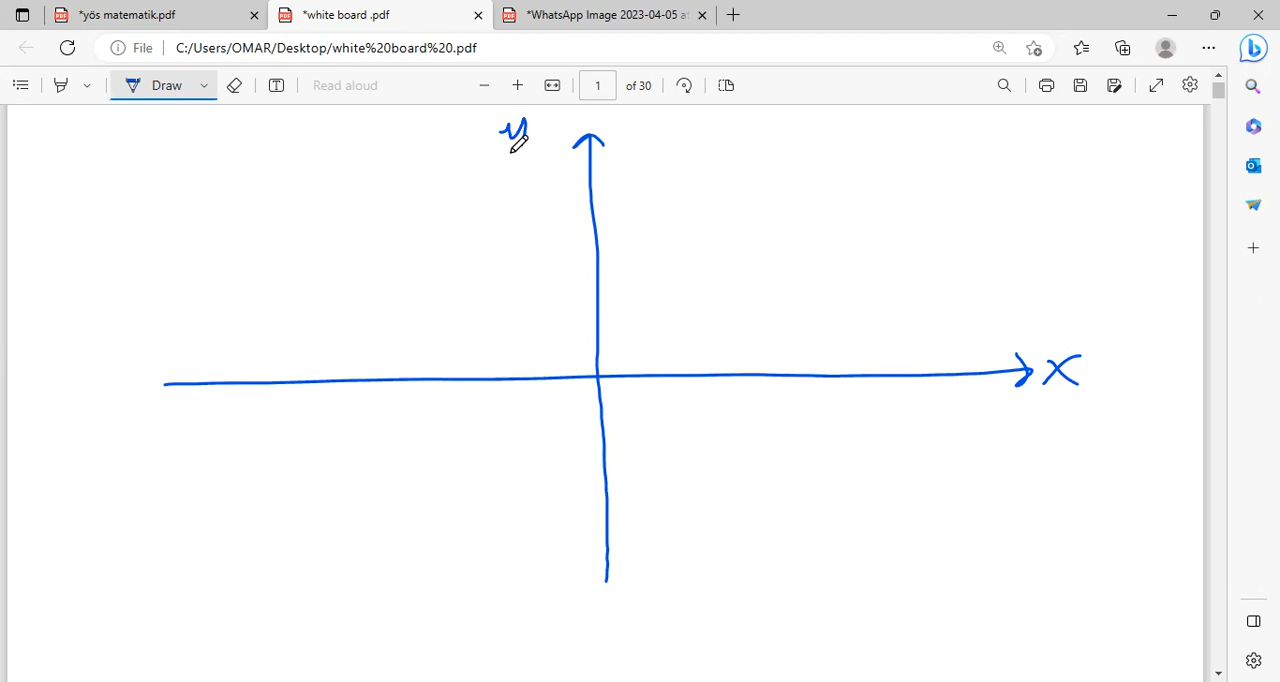 *yös matematik.pdf
*white board .pdf
*WhatsApp Image 2023-04-05 at
File
C:/Users/OMAR/Desktop/white%20board%20.pdf
Draw
Read aloud
1
of 30
y
x